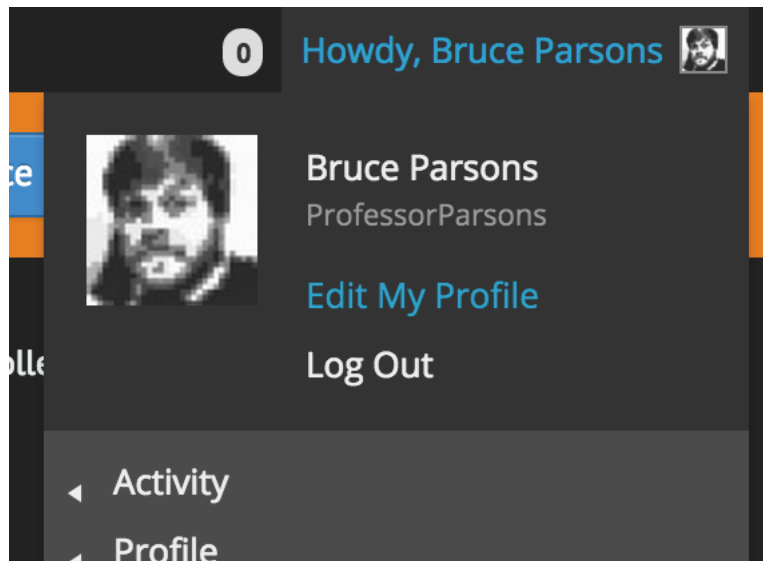 0
Howdy, Bruce Parsons
Bruce Parsons
ProfessorParsons
Edit My Profile
Log Out
Activity
Profile